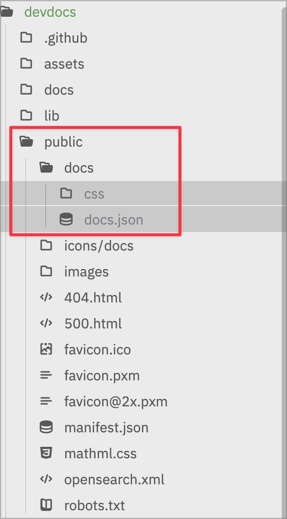 devdocs
.github
assets
docs
lib
public
docs
css
docs.json
icons/docs
images
404.html
500.html
favicon.ico
favicon.pxm
favicon@2x.pxm
manifest.json
mathml.css
opensearch.xml
robots.txt